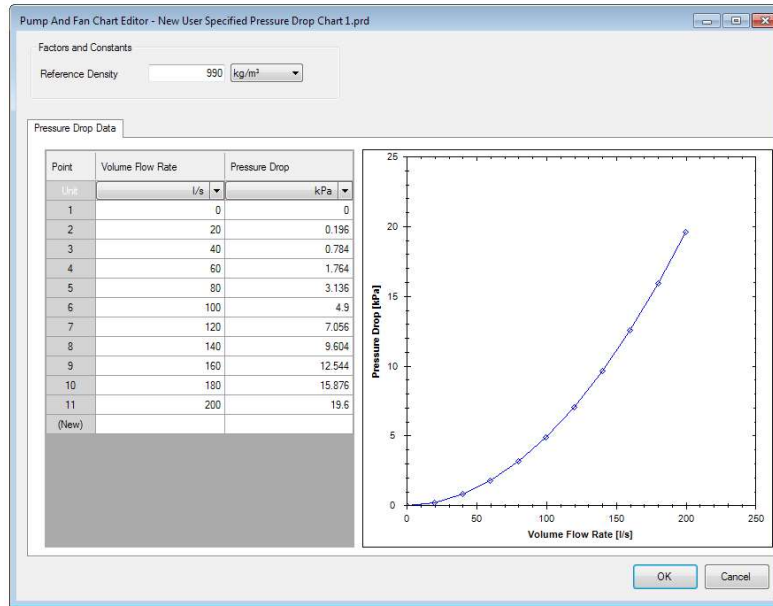 Pump And Fan Chart Editor - New User Specified Pressure Drop Chart 1.prd
Factors and Constants
Reference Density 990 kg/m³
Pressure Drop Data
Point Volume Flow Rate Pressure Drop
Unit l/s kPa
1 0 0
2 20 0.196
3 40 0.784
4 60 1.764
5 80 3.136
6 100 4.9
7 120 7.056
8 140 9.604
9 160 12.544
10 180 15.876
11 200 19.6
(New)
25
20
15
10
5
0
Pressure Drop [kPa]
0 50 100 150 200 250
Volume Flow Rate [l/s]
OK Cancel